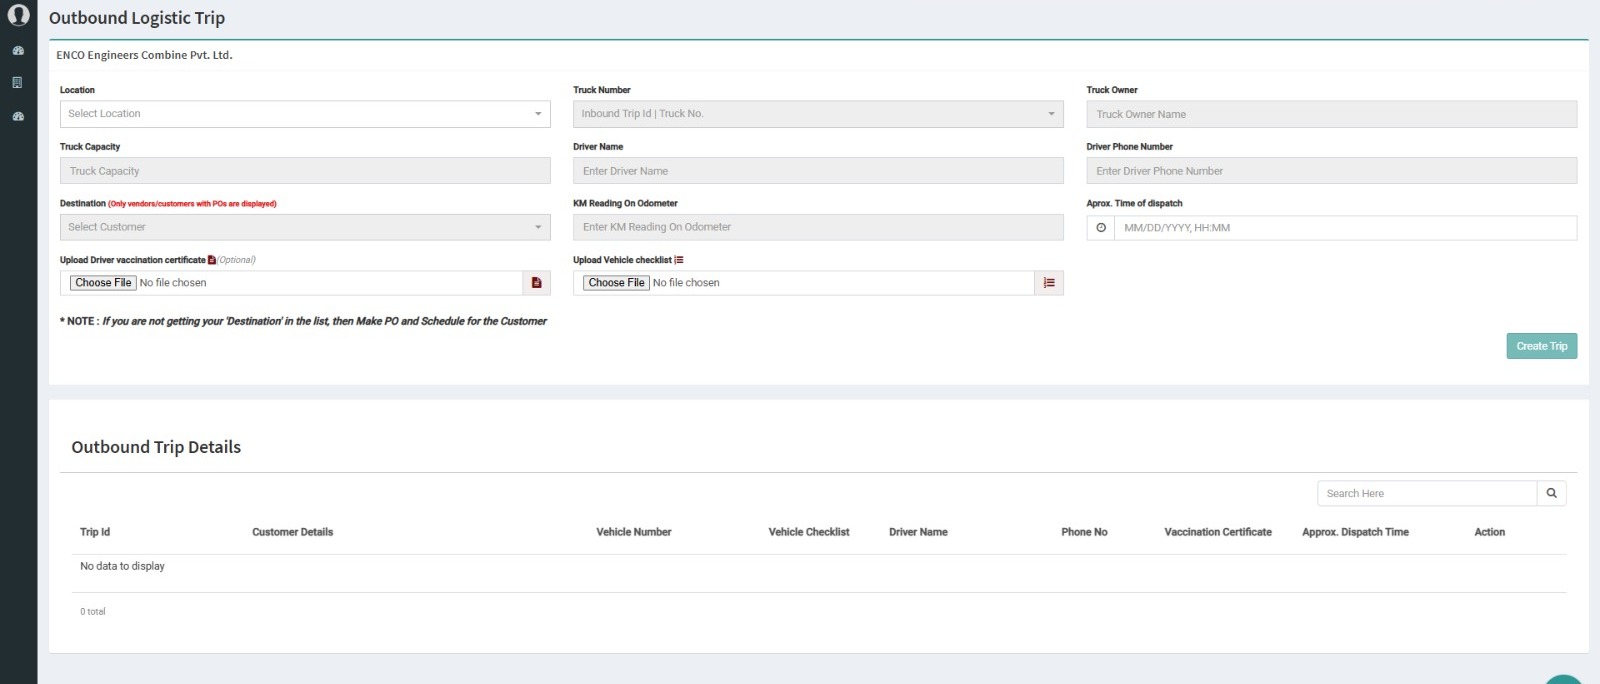 Outbound Logistic Trip
ENCO Engineers Combine Pvt. Ltd.
Location
Select Location
Truck Number
Inbound Trip Id | Truck No.
Truck Owner
Truck Owner Name
Truck Capacity
Truck Capacity
Driver Name
Enter Driver Name
Driver Phone Number
Enter Driver Phone Number
Destination (Only vendors/customers with POs are displayed)
Select Customer
KM Reading On Odometer
Enter KM Reading On Odometer
Aprox. Time of dispatch
MM/DD/YYYY, HH:MM
Upload Driver vaccination certificate (Optional)
Choose File No file chosen
Upload Vehicle checklist
Choose File No file chosen
* NOTE : If you are not getting your 'Destination' in the list, then Make PO and Schedule for the Customer
Create Trip
Outbound Trip Details
Search Here
Trip Id Customer Details Vehicle Number Vehicle Checklist Driver Name Phone No Vaccination Certificate Approx. Dispatch Time Action
No data to display
0 total